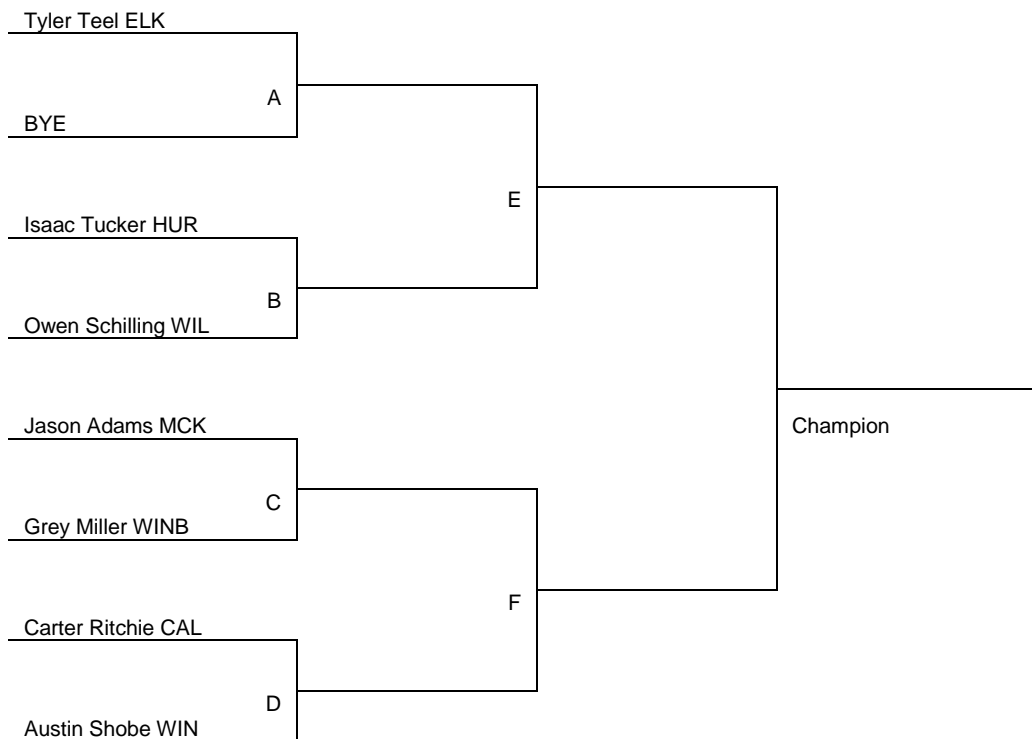 Tyler Teel ELK
A
BYE
E
Isaac Tucker HUR
B
Owen Schilling WIL
Jason Adams MCK
Champion
C
Grey Miller WINB
F
Carter Ritchie CAL
D
Austin Shobe WIN